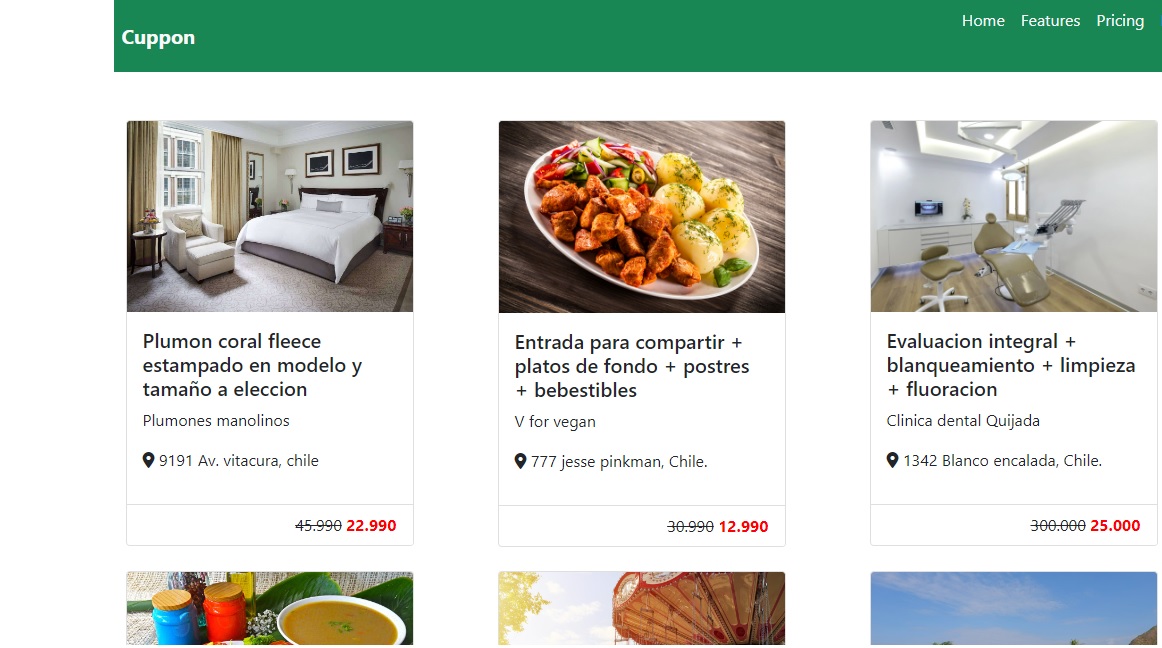 Cuppon
Home Features Pricing
Plumon coral fleece
estampado en modelo y
tamaño a eleccion
Plumones manolinos
9191 Av. vitacura, chile
45.990 22.990
Entrada para compartir +
platos de fondo + postres
+ bebestibles
V for vegan
777 jesse pinkman, Chile.
30.990 12.990
Evaluacion integral +
blanqueamiento + limpieza
+ fluoracion
Clinica dental Quijada
1342 Blanco encalada, Chile.
300.000 25.000